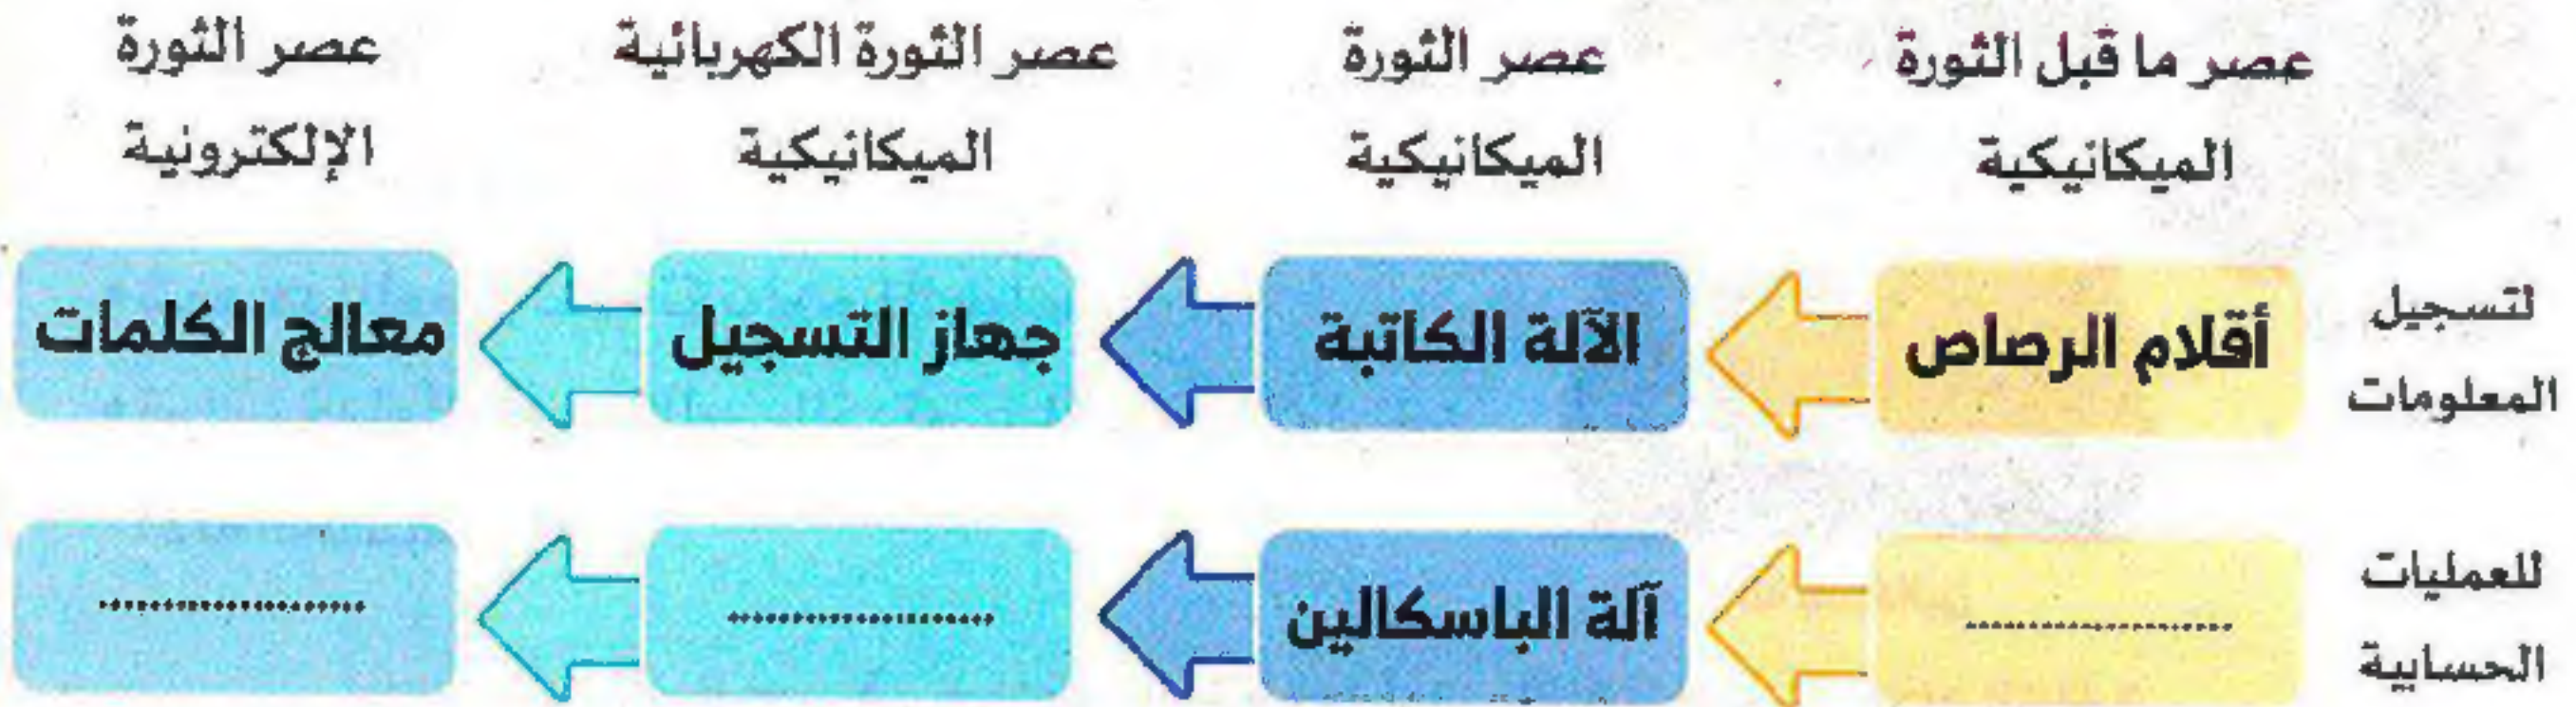 عصر ما قبل الثورة
الميكانيكية
عصر الثورة
الميكانيكية
عصر الثورة الكهربائية
الميكانيكية
عصر الثورة
الإلكترونية
لتسجيل
المعلومات
أقلام الرصاص
الآلة الكاتبة
جهاز التسجيل
معالج الكلمات
للعمليات
الحسابية
....................
آلة الباسكالين
....................
....................